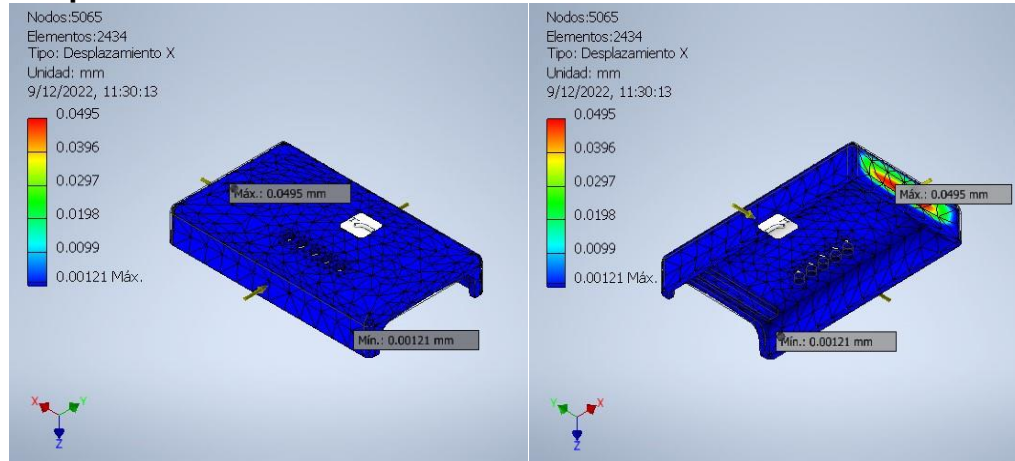 Nodos:5065
Elementos:2434
Tipo: Desplazamiento X
Unidad: mm
9/12/2022, 11:30:13
0.0495
0.0396
0.0297
0.0198
0.0099
0.00121 Máx.
Máx.: 0.0495 mm
Mín.: 0.00121 mm
X
Y
Z
Nodos:5065
Elementos:2434
Tipo: Desplazamiento X
Unidad: mm
9/12/2022, 11:30:13
0.0495
0.0396
0.0297
0.0198
0.0099
0.00121 Máx.
Máx.: 0.0495 mm
Mín.: 0.00121 mm
Y
X
Z